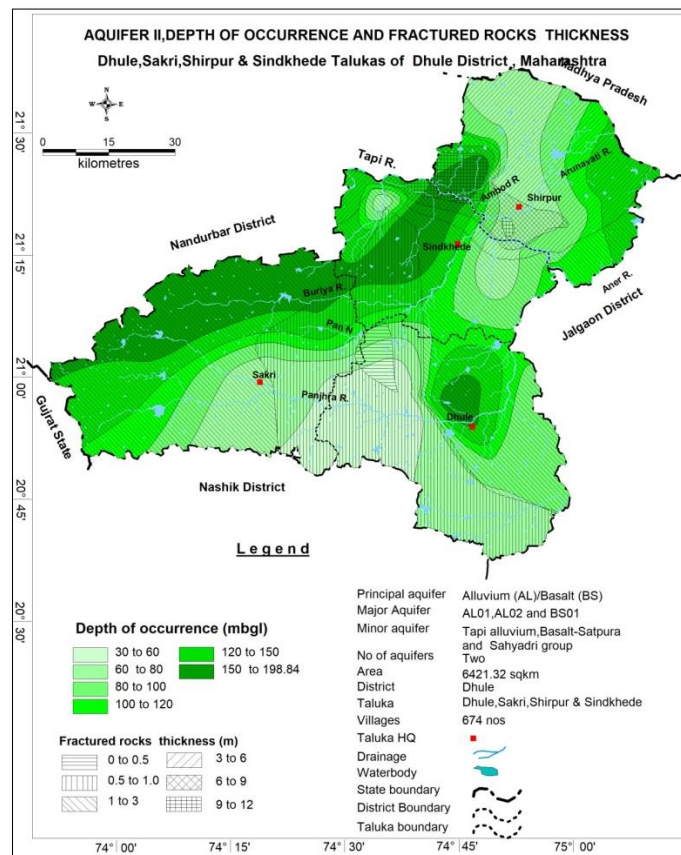 AQUIFER II,DEPTH OF OCCURRENCE AND FRACTURED ROCKS THICKNESS
Dhule,Sakri,Shirpur & Sindkhede Talukas of Dhule District , Maharashtra
Madhya Pradesh
N
W E
S
21° 30'
0 15 30
kilometres
Tapi R.
Ambod R
Arunavati R.
Shirpur
Nandurbar District
Sindkhede
21° 15'
Buriya R.
Aner R.
Jalgaon District
Pan N
21° 00'
Sakri
Panjhra R.
Dhule
Gujrat State
Nashik District
20° 45'
Legend
20° 30'
Depth of occurrence (mbgl)
30 to 60
60 to 80
80 to 100
100 to 120
120 to 150
150 to 198.84
Fractured rocks thickness (m)
0 to 0.5
0.5 to 1.0
1 to 3
3 to 6
6 to 9
9 to 12
Principal aquifer Alluvium (AL)/Basalt (BS)
Major Aquifer AL01,AL02 and BS01
Minor aquifer Tapi alluvium,Basalt-Satpura
and Sahyadri group
No of aquifers Two
Area 6421.32 sqkm
District Dhule
Taluka Dhule,Sakri,Shirpur & Sindkhede
Villages 674 nos
Taluka HQ
Drainage
Waterbody
State boundary
District Boundary
Taluka boundary
74° 00' 74° 15' 74° 30' 74° 45' 75° 00'